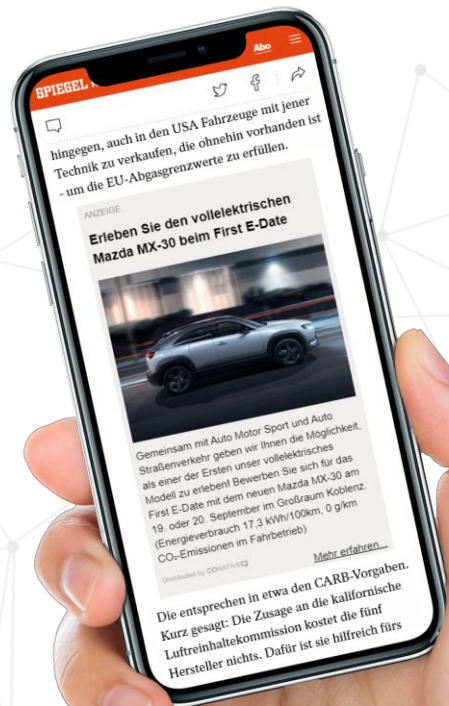 SPIEGEL
Abo
hingegen, auch in den USA Fahrzeuge mit jener
Technik zu verkaufen, die ohnehin vorhanden ist
- um die EU-Abgasgrenzwerte zu erfüllen.
ANZEIGE
Erleben Sie den vollelektrischen
Mazda MX-30 beim First E-Date
Gemeinsam mit Auto Motor Sport und Auto
Straßenverkehr geben wir Ihnen die Möglichkeit,
als einer der Ersten unser vollelektrisches
Modell zu erleben! Bewerben Sie sich für das
First E-Date mit dem neuen Mazda MX-30 am
19. oder 20. September im Großraum Koblenz.
(Energieverbrauch 17,3 kWh/100km, 0 g/km
CO₂-Emissionen im Fahrbetrieb)
Mehr erfahren...
Distributed by CONATIVE
Die entsprechen in etwa den CARB-Vorgaben.
Kurz gesagt: Die Zusage an die kalifornische
Luftreinhaltekommission kostet die fünf
Hersteller nichts. Dafür ist sie hilfreich fürs